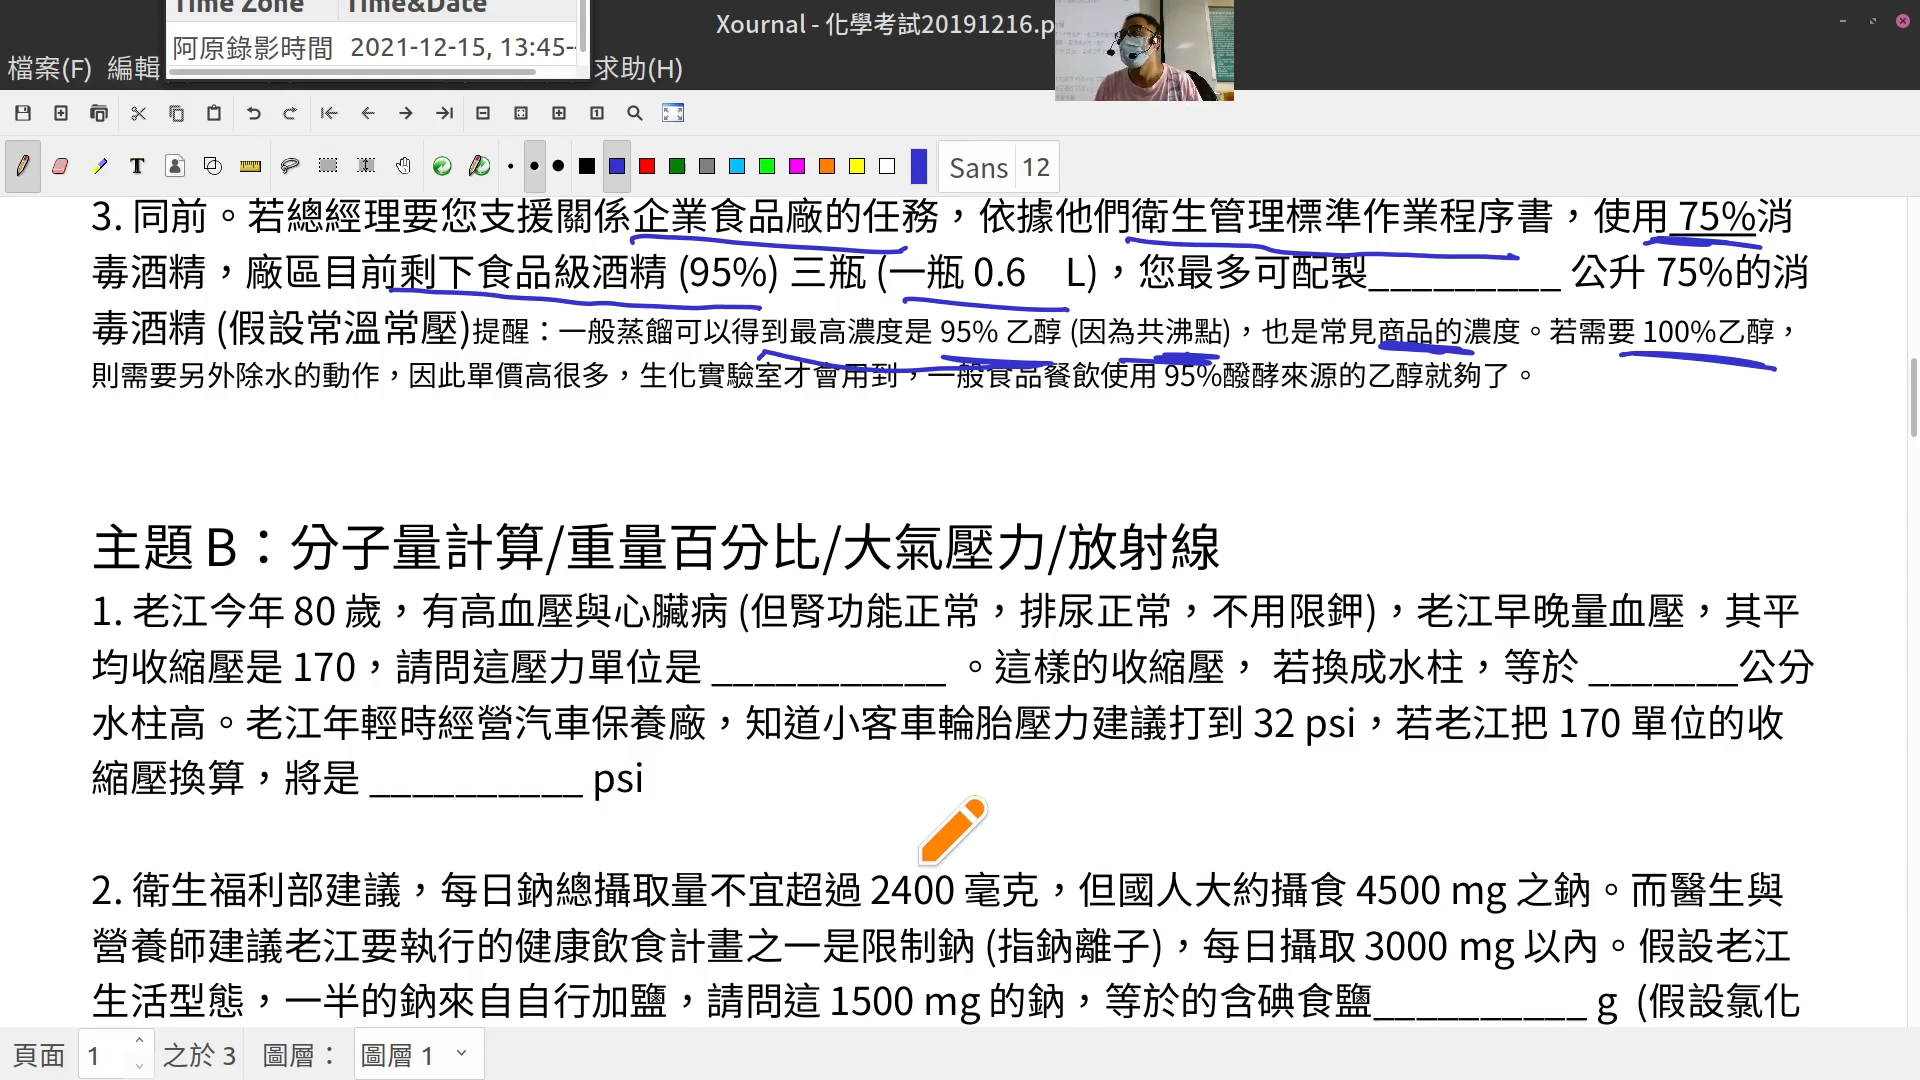 Time Zone Time&Date
阿原錄影時間 2021-12-15, 13:45-
Xournal - 化學考試20191216.p
檔案(F) 編輯 求助(H)
Sans 12
3. 同前。若總經理要您支援關係企業食品廠的任務，依據他們衛生管理標準作業程序書，使用 75%消
毒酒精，廠區目前剩下食品級酒精 (95%) 三瓶 (一瓶 0.6 L)，您最多可配製_________ 公升 75%的消
毒酒精 (假設常溫常壓)提醒：一般蒸餾可以得到最高濃度是 95% 乙醇 (因為共沸點)，也是常見商品的濃度。若需要 100%乙醇，
則需要另外除水的動作，因此單價高很多，生化實驗室才會用到，一般食品餐飲使用 95%醱酵來源的乙醇就夠了。
主題 B：分子量計算/重量百分比/大氣壓力/放射線
1. 老江今年 80 歲，有高血壓與心臟病 (但腎功能正常，排尿正常，不用限鉀)，老江早晚量血壓，其平
均收縮壓是 170，請問這壓力單位是 ___________ 。這樣的收縮壓， 若換成水柱，等於 _______公分
水柱高。老江年輕時經營汽車保養廠，知道小客車輪胎壓力建議打到 32 psi，若老江把 170 單位的收
縮壓換算，將是 __________ psi
2. 衛生福利部建議，每日鈉總攝取量不宜超過 2400 毫克，但國人大約攝食 4500 mg 之鈉。而醫生與
營養師建議老江要執行的健康飲食計畫之一是限制鈉 (指鈉離子)，每日攝取 3000 mg 以內。假設老江
生活型態，一半的鈉來自自行加鹽，請問這 1500 mg 的鈉，等於的含碘食鹽__________ g (假設氯化
頁面 1 之於 3 圖層： 圖層 1